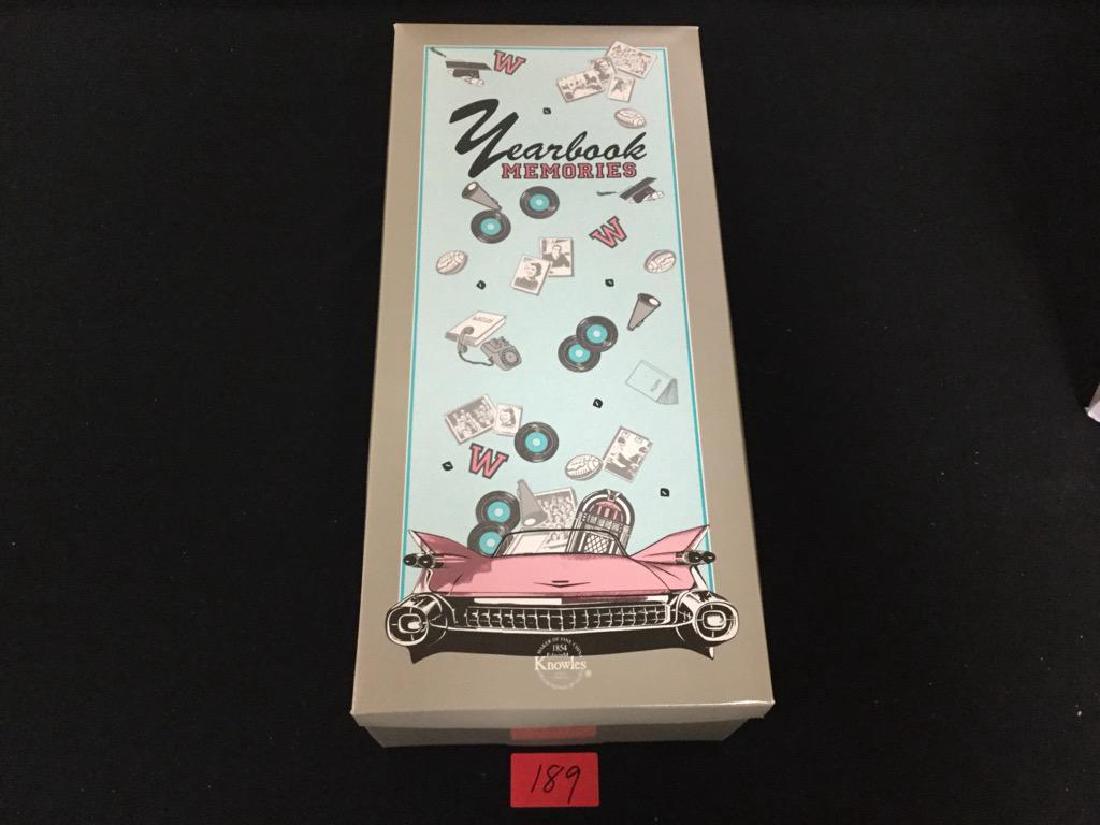 W
Yearbook
MEMORIES
W
W
1854
Knowles
®
189